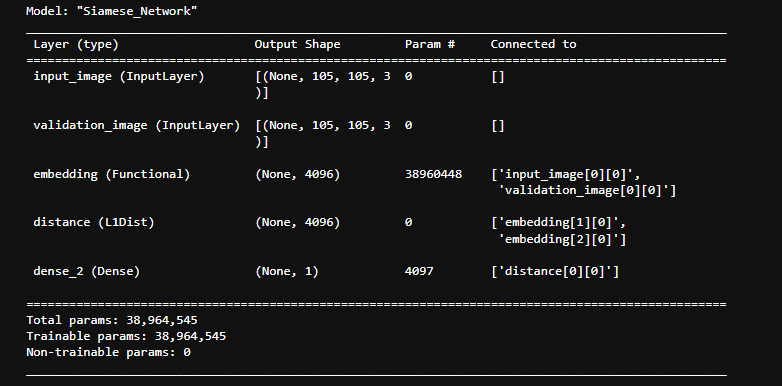 Model: "Siamese_Network"
__________________________________________________________________________________________________
Layer (type) Output Shape Param # Connected to
==================================================================================================
input_image (InputLayer) [(None, 105, 105, 3 0 []
)]
validation_image (InputLayer) [(None, 105, 105, 3 0 []
)]
embedding (Functional) (None, 4096) 38960448 ['input_image[0][0]',
'validation_image[0][0]']
distance (L1Dist) (None, 4096) 0 ['embedding[1][0]',
'embedding[2][0]']
dense_2 (Dense) (None, 1) 4097 ['distance[0][0]']
==================================================================================================
Total params: 38,964,545
Trainable params: 38,964,545
Non-trainable params: 0
__________________________________________________________________________________________________